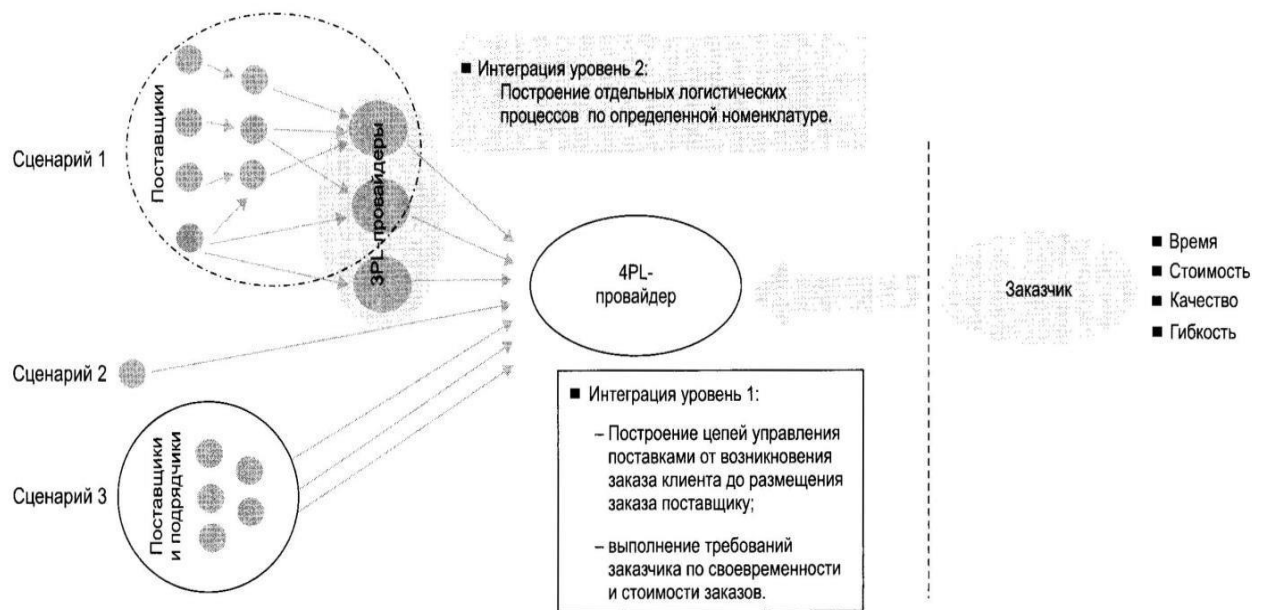 ■ Интеграция уровень 2:
Построение отдельных логистических
процессов по определенной номенклатуре.
Сценарий 1
Поставщики
3PL-провайдеры
4PL-
провайдер
Заказчик
■ Время
■ Стоимость
■ Качество
■ Гибкость
Сценарий 2
Сценарий 3
Поставщики
и подрядчики
■ Интеграция уровень 1:
– Построение цепей управления
поставками от возникновения
заказа клиента до размещения
заказа поставщику;
– выполнение требований
заказчика по своевременности
и стоимости заказов.